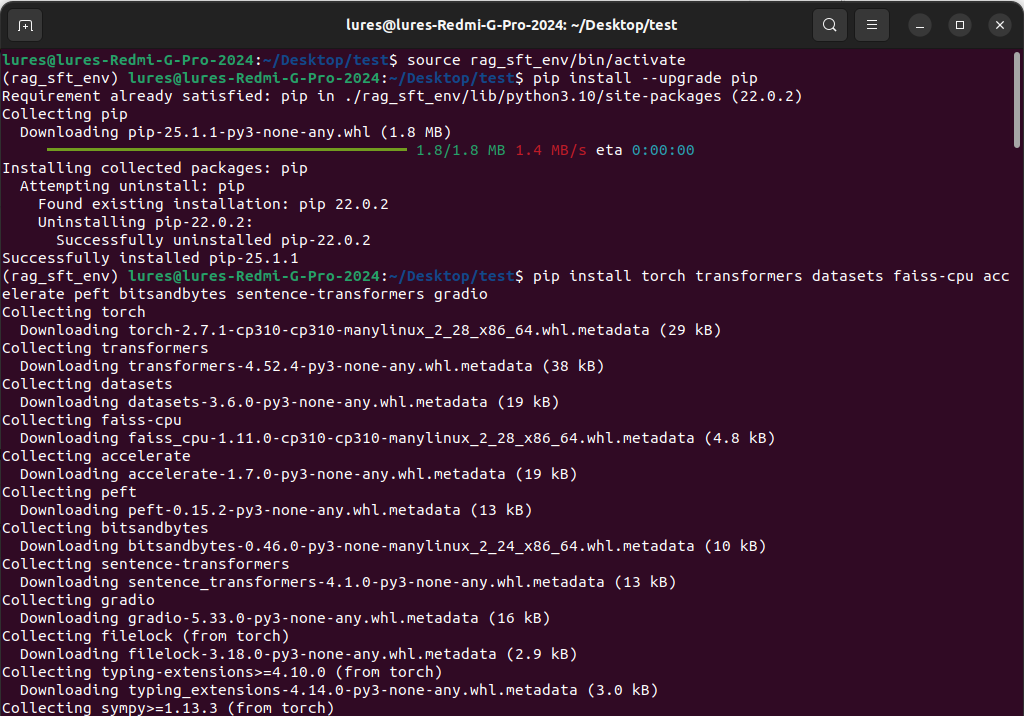 lures@lures-Redmi-G-Pro-2024: ~/Desktop/test
lures@lures-Redmi-G-Pro-2024:~/Desktop/test$ source rag_sft_env/bin/activate
(rag_sft_env) lures@lures-Redmi-G-Pro-2024:~/Desktop/test$ pip install --upgrade pip
Requirement already satisfied: pip in ./rag_sft_env/lib/python3.10/site-packages (22.0.2)
Collecting pip
  Downloading pip-25.1.1-py3-none-any.whl (1.8 MB)
1.8/1.8 MB 1.4 MB/s eta 0:00:00
Installing collected packages: pip
  Attempting uninstall: pip
    Found existing installation: pip 22.0.2
    Uninstalling pip-22.0.2:
      Successfully uninstalled pip-22.0.2
Successfully installed pip-25.1.1
(rag_sft_env) lures@lures-Redmi-G-Pro-2024:~/Desktop/test$ pip install torch transformers datasets faiss-cpu acc
elerate peft bitsandbytes sentence-transformers gradio
Collecting torch
  Downloading torch-2.7.1-cp310-cp310-manylinux_2_28_x86_64.whl.metadata (29 kB)
Collecting transformers
  Downloading transformers-4.52.4-py3-none-any.whl.metadata (38 kB)
Collecting datasets
  Downloading datasets-3.6.0-py3-none-any.whl.metadata (19 kB)
Collecting faiss-cpu
  Downloading faiss_cpu-1.11.0-cp310-cp310-manylinux_2_28_x86_64.whl.metadata (4.8 kB)
Collecting accelerate
  Downloading accelerate-1.7.0-py3-none-any.whl.metadata (19 kB)
Collecting peft
  Downloading peft-0.15.2-py3-none-any.whl.metadata (13 kB)
Collecting bitsandbytes
  Downloading bitsandbytes-0.46.0-py3-none-manylinux_2_24_x86_64.whl.metadata (10 kB)
Collecting sentence-transformers
  Downloading sentence_transformers-4.1.0-py3-none-any.whl.metadata (13 kB)
Collecting gradio
  Downloading gradio-5.33.0-py3-none-any.whl.metadata (16 kB)
Collecting filelock (from torch)
  Downloading filelock-3.18.0-py3-none-any.whl.metadata (2.9 kB)
Collecting typing-extensions>=4.10.0 (from torch)
  Downloading typing_extensions-4.14.0-py3-none-any.whl.metadata (3.0 kB)
Collecting sympy>=1.13.3 (from torch)